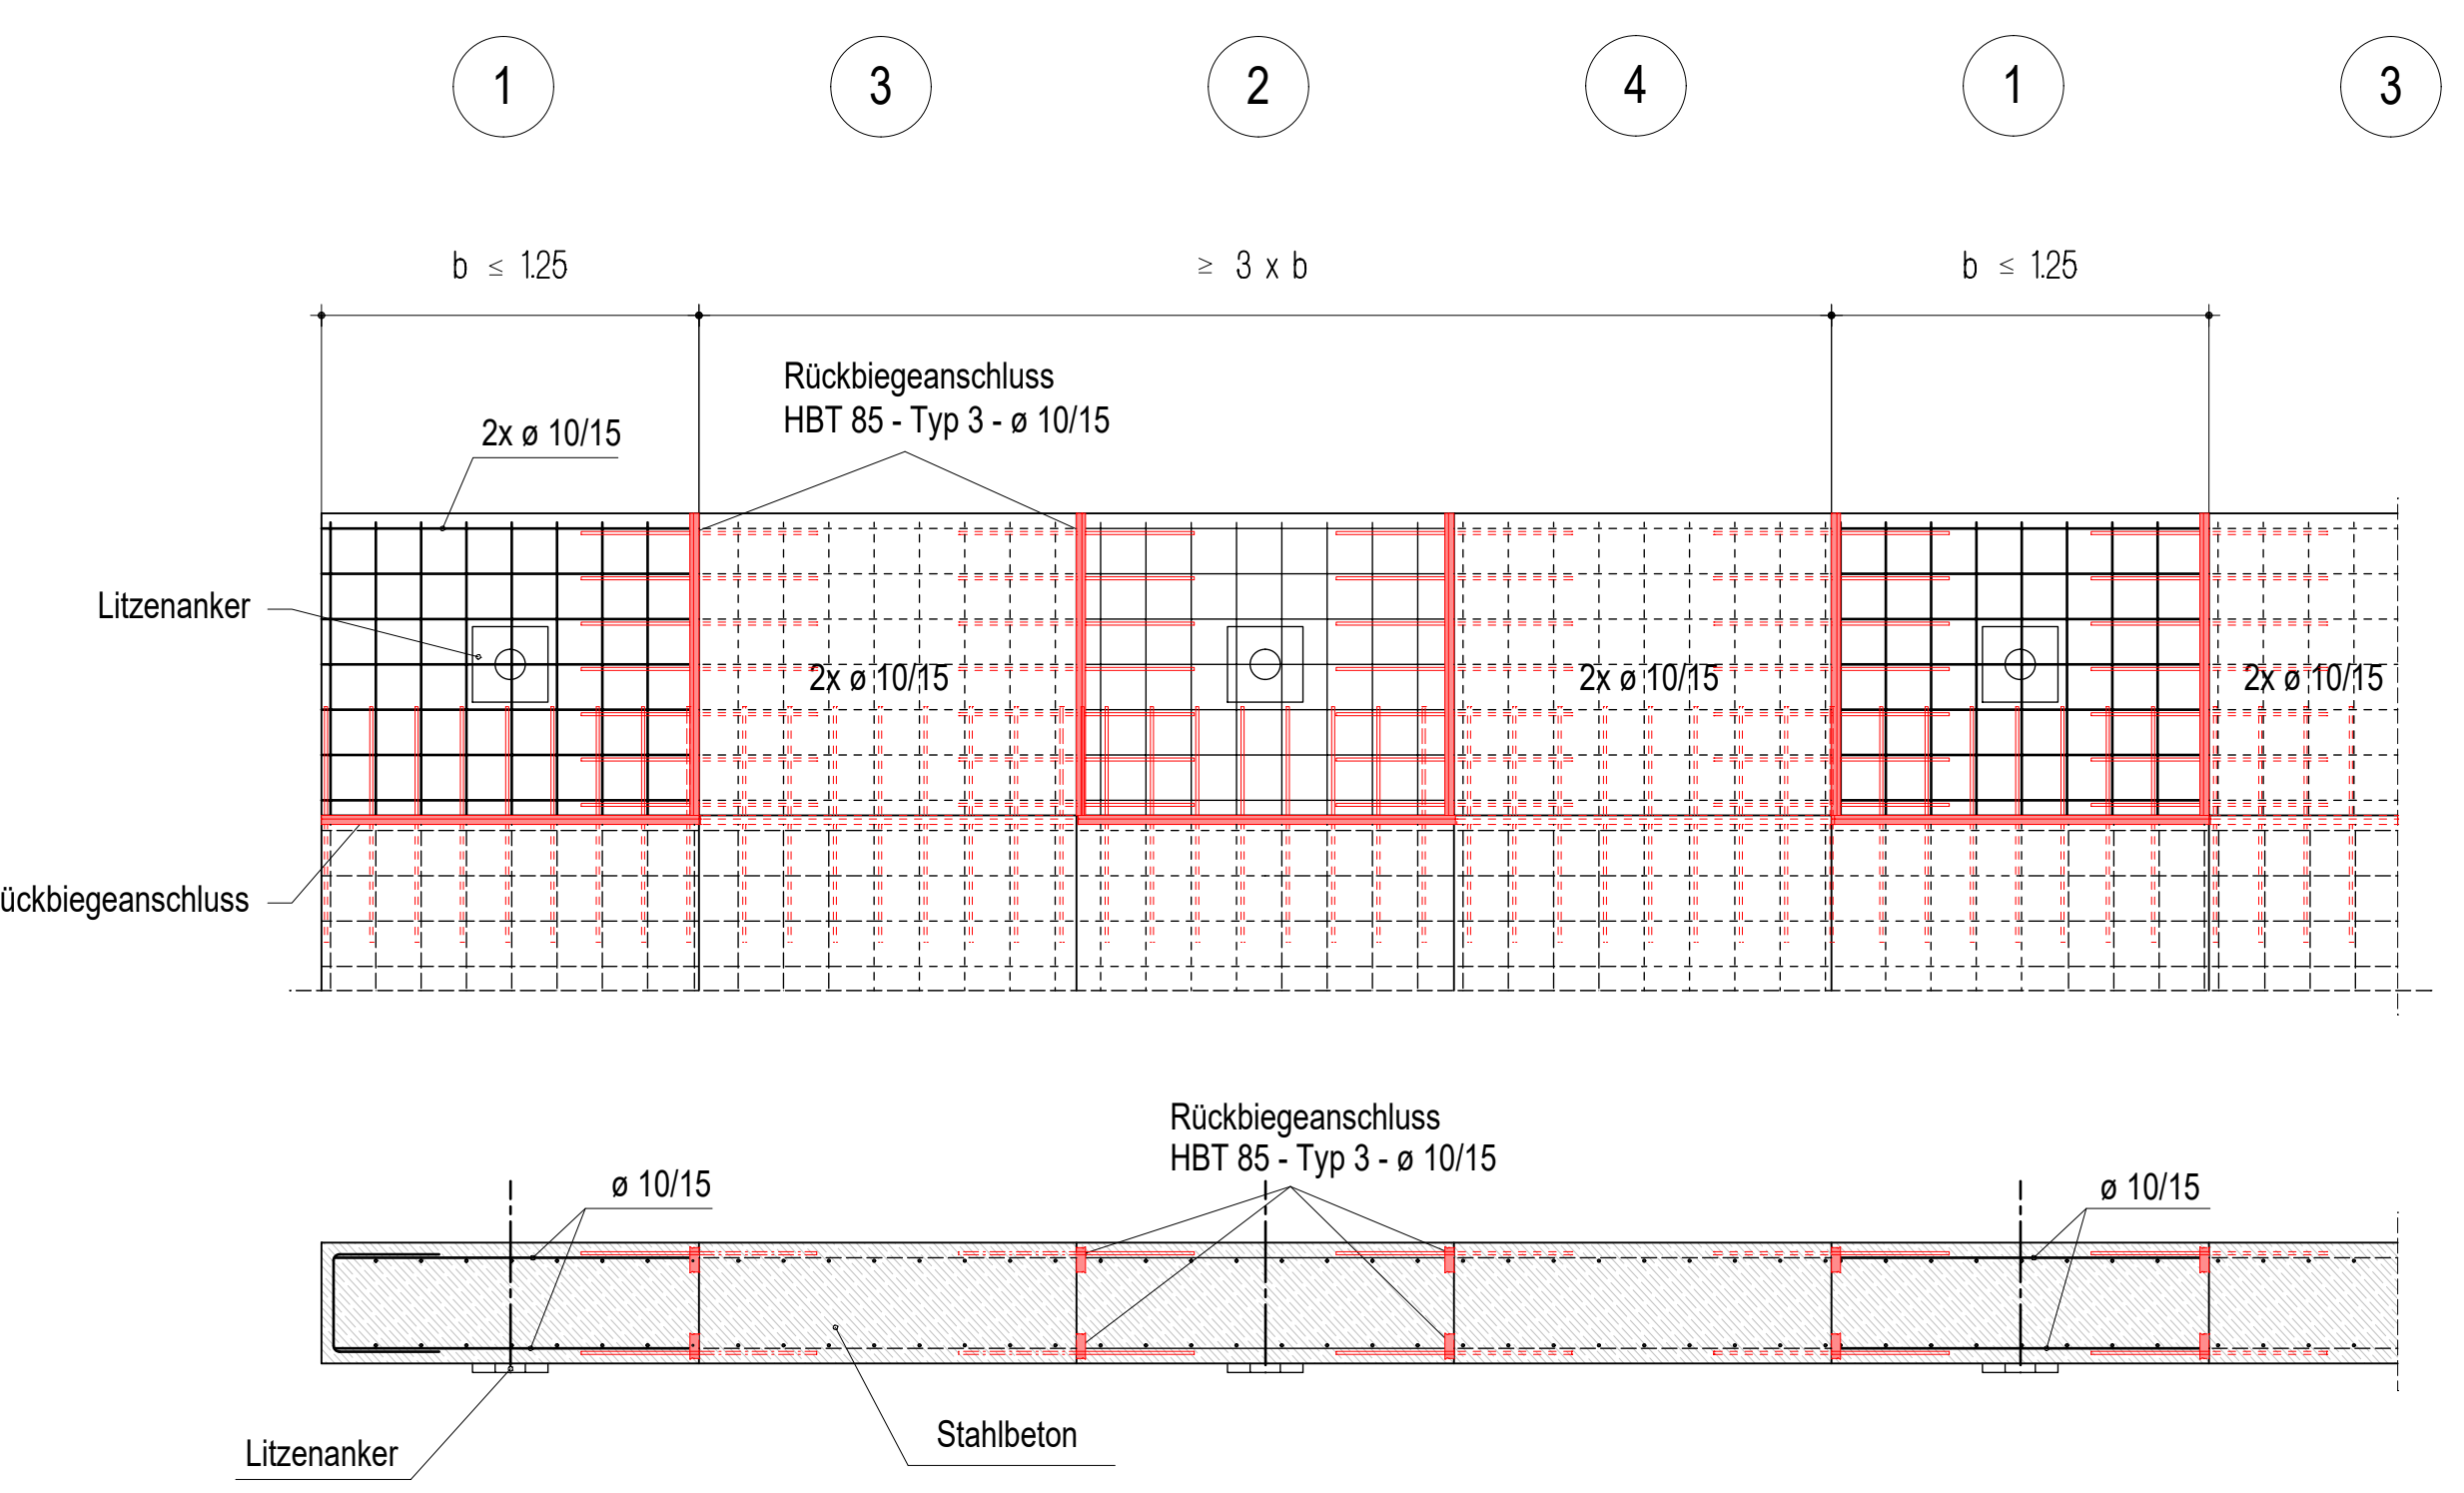 1 3 2 4 1 3
b ≤ 1.25 ≥ 3 x b b ≤ 1.25
Rückbiegeanschluss
HBT 85 - Typ 3 - ø 10/15
2x ø 10/15
Litzenanker
2x ø 10/15 2x ø 10/15 2x ø 10/15
ückbiegeanschluss
Rückbiegeanschluss
HBT 85 - Typ 3 - ø 10/15
ø 10/15 ø 10/15
Stahlbeton
Litzenanker